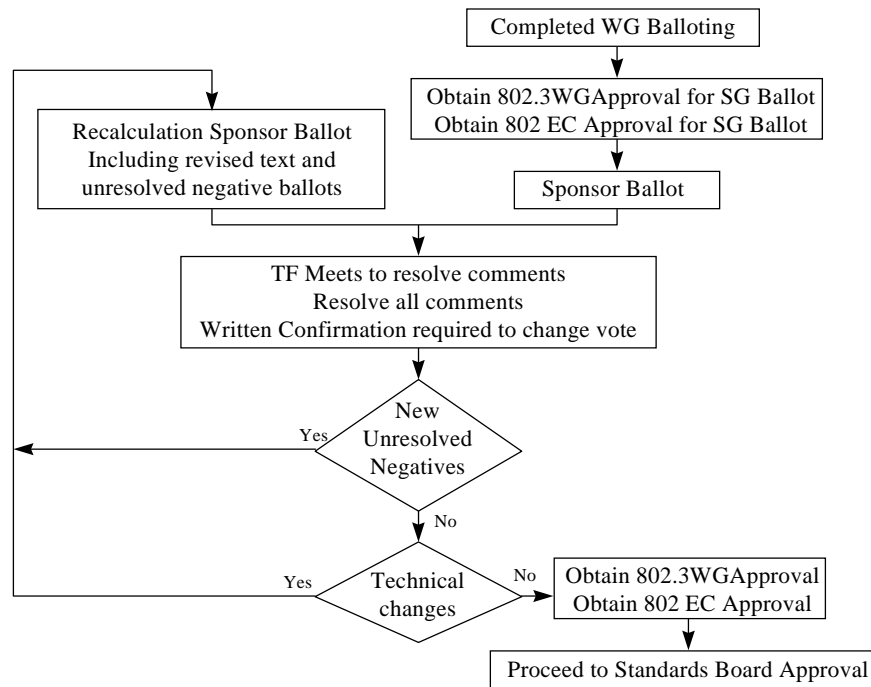 Completed WG Balloting
Obtain 802.3WGApproval for SG Ballot
Obtain 802 EC Approval for SG Ballot
Recalculation Sponsor Ballot
Including revised text and
unresolved negative ballots
Sponsor Ballot
TF Meets to resolve comments
Resolve all comments
Written Confirmation required to change vote
New
Unresolved
Negatives
Yes
No
Technical
changes
Yes
No
Obtain 802.3WGApproval
Obtain 802 EC Approval
Proceed to Standards Board Approval